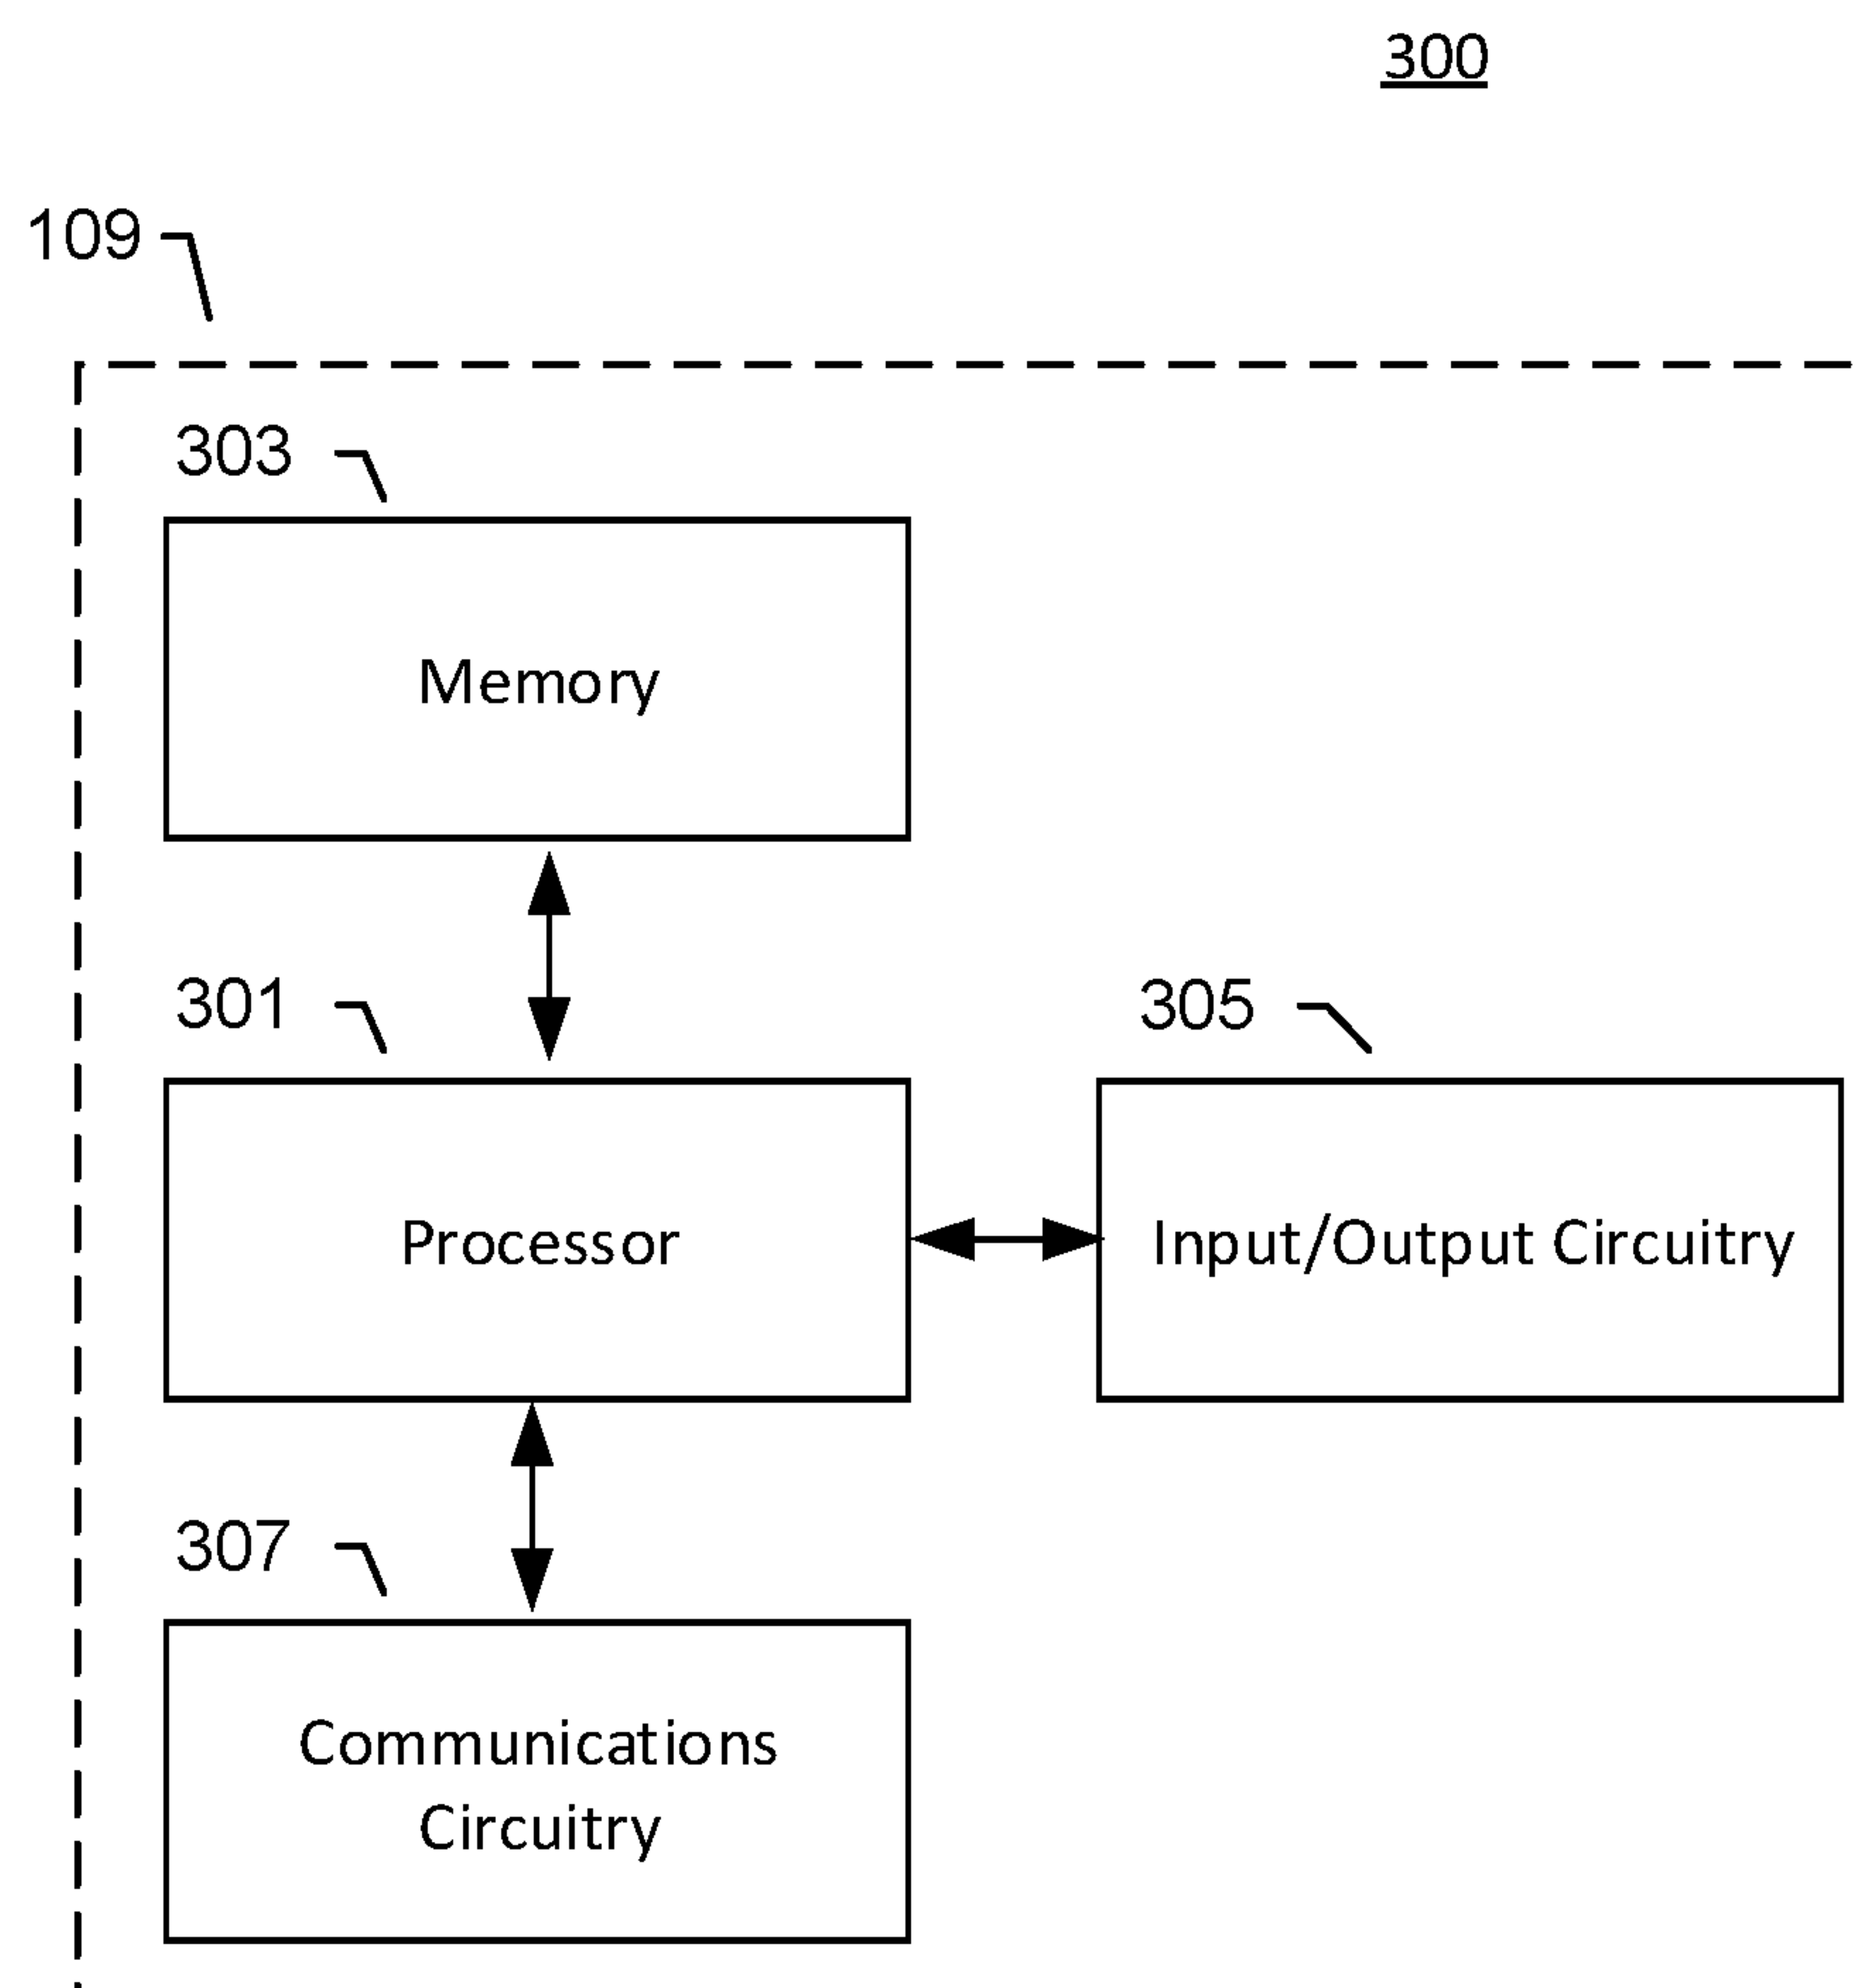 300
109
303
Memory
301
305
Processor
Input/Output Circuitry
307
Communications
Circuitry